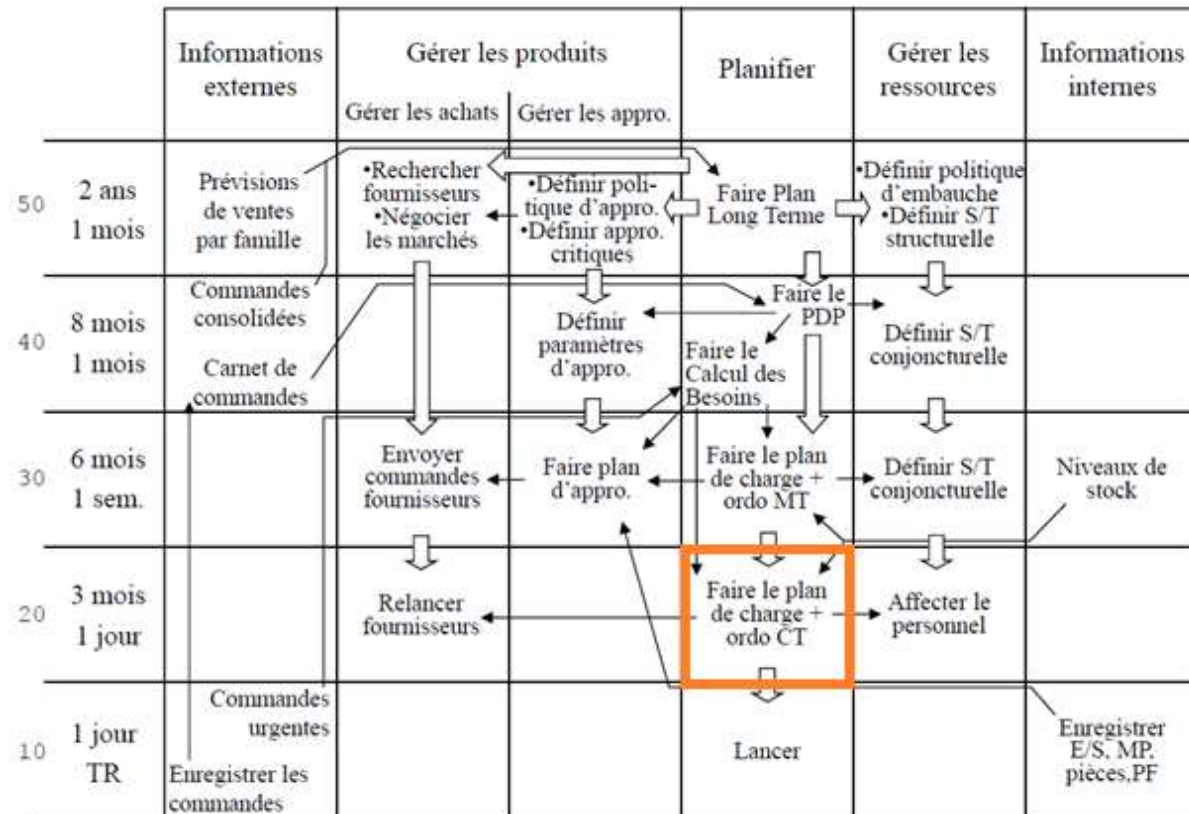 Informations
externes
Gérer les produits
Gérer les achats
Gérer les appro.
Planifier
Gérer les
ressources
Informations
internes
50
2 ans
1 mois
Prévisions
de ventes
par famille
•Rechercher
fournisseurs
•Négocier
les marchés
•Définir poli-
tique d'appro.
•Définir appro.
critiques
Faire Plan
Long Terme
•Définir politique
d'embauche
•Définir S/T
structurelle
40
8 mois
1 mois
Commandes
consolidées
Carnet de
commandes
Définir
paramètres
d'appro.
Faire le
PDP
Faire le
Calcul des
Besoins
Définir S/T
conjoncturelle
30
6 mois
1 sem.
Envoyer
commandes
fournisseurs
Faire plan
d'appro.
Faire le plan
de charge +
ordo MT
Définir S/T
conjoncturelle
Niveaux de
stock
20
3 mois
1 jour
Relancer
fournisseurs
Faire le plan
de charge +
ordo CT
Affecter le
personnel
10
1 jour
TR
Commandes
urgentes
Enregistrer les
commandes
Lancer
Enregistrer
E/S, MP,
pièces,PF